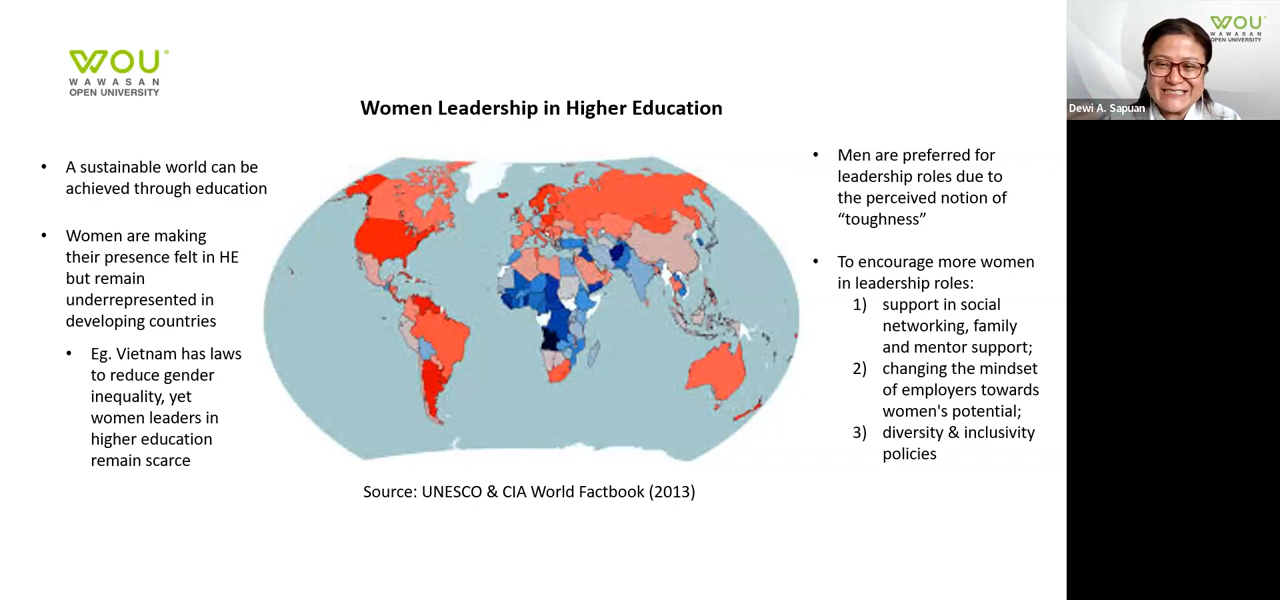 WOU
WAWASAN
OPEN UNIVERSITY
Women Leadership in Higher Education
• A sustainable world can be
achieved through education
• Women are making
their presence felt in HE
but remain
underrepresented in
developing countries
• Eg. Vietnam has laws
to reduce gender
inequality, yet
women leaders in
higher education
remain scarce
Source: UNESCO & CIA World Factbook (2013)
• Men are preferred for
leadership roles due to
the perceived notion of
“toughness”
• To encourage more women
in leadership roles:
1) support in social
networking, family
and mentor support;
2) changing the mindset
of employers towards
women's potential;
3) diversity & inclusivity
policies
WOU
WAWASAN
OPEN UNIVERSITY
Dewi A. Sapuan